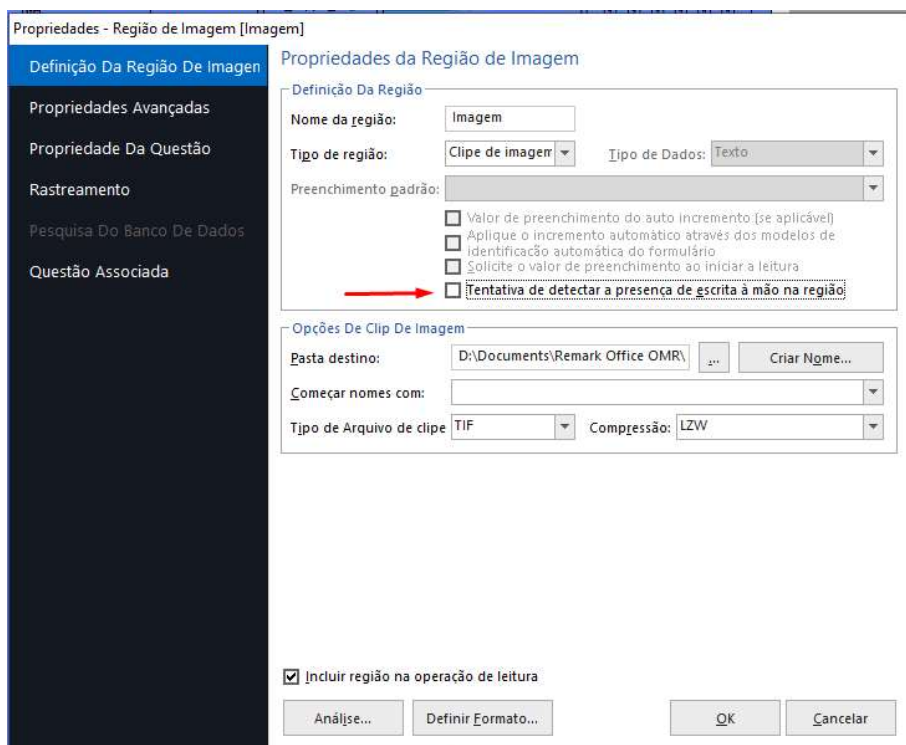 Propriedades - Região de Imagem [Imagem]
Definição Da Região De Imagen
Propriedades Avançadas
Propriedade Da Questão
Rastreamento
Pesquisa Do Banco De Dados
Questão Associada
Propriedades da Região de Imagem
Definição Da Região
Nome da região: Imagem
Tipo de região: Clipe de imagem Tipo de Dados: Texto
Preenchimento padrão:
Valor de preenchimento do auto incremento (se aplicável)
Aplique o incremento automático através dos modelos de
identificação automática do formulário
Solicite o valor de preenchimento ao iniciar a leitura
Tentativa de detectar a presença de escrita à mão na região
Opções De Clip De Imagem
Pasta destino: D:\Documents\Remark Office OMR\ ... Criar Nome...
Começar nomes com:
Tipo de Arquivo de clipe TIF Compressão: LZW
Incluir região na operação de leitura
Análise... Definir Formato... OK Cancelar